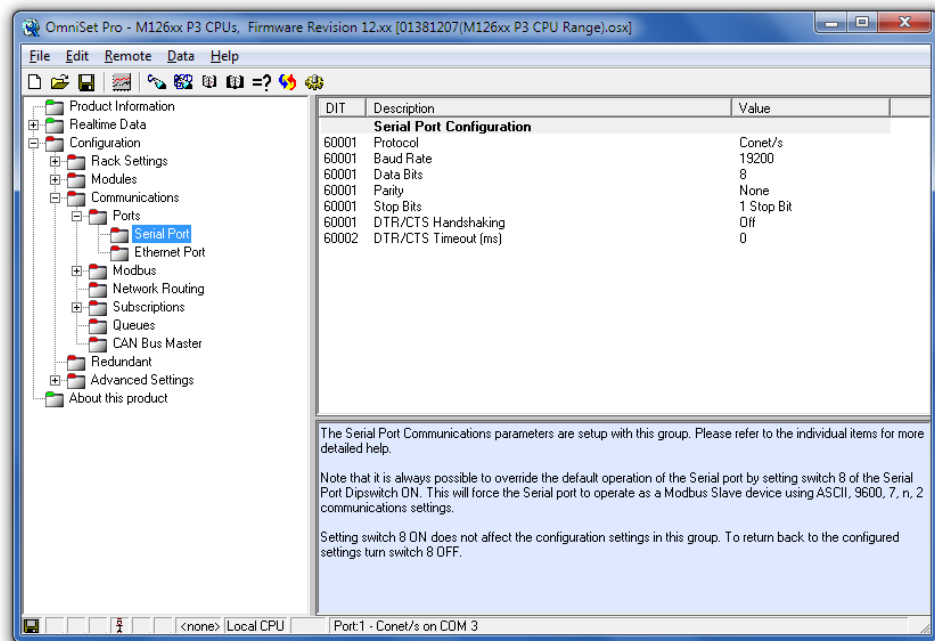 OmniSet Pro - M126xx P3 CPUs, Firmware Revision 12.xx [01381207(M126xx P3 CPU Range).osx]
File Edit Remote Data Help
=?
Product Information
Realtime Data
Configuration
Rack Settings
Modules
Communications
Ports
Serial Port
Ethernet Port
Modbus
Network Routing
Subscriptions
Queues
CAN Bus Master
Redundant
Advanced Settings
About this product
DIT Description Value
Serial Port Configuration
60001 Protocol Conet/s
60001 Baud Rate 19200
60001 Data Bits 8
60001 Parity None
60001 Stop Bits 1 Stop Bit
60001 DTR/CTS Handshaking Off
60002 DTR/CTS Timeout (ms) 0
The Serial Port Communications parameters are setup with this group. Please refer to the individual items for more
detailed help.
Note that it is always possible to override the default operation of the Serial port by setting switch 8 of the Serial
Port Dipswitch ON. This will force the Serial port to operate as a Modbus Slave device using ASCII, 9600, 7, n, 2
communications settings.
Setting switch 8 ON does not affect the configuration settings in this group. To return back to the configured
settings turn switch 8 OFF.
<none> Local CPU Port:1 - Conet/s on COM 3